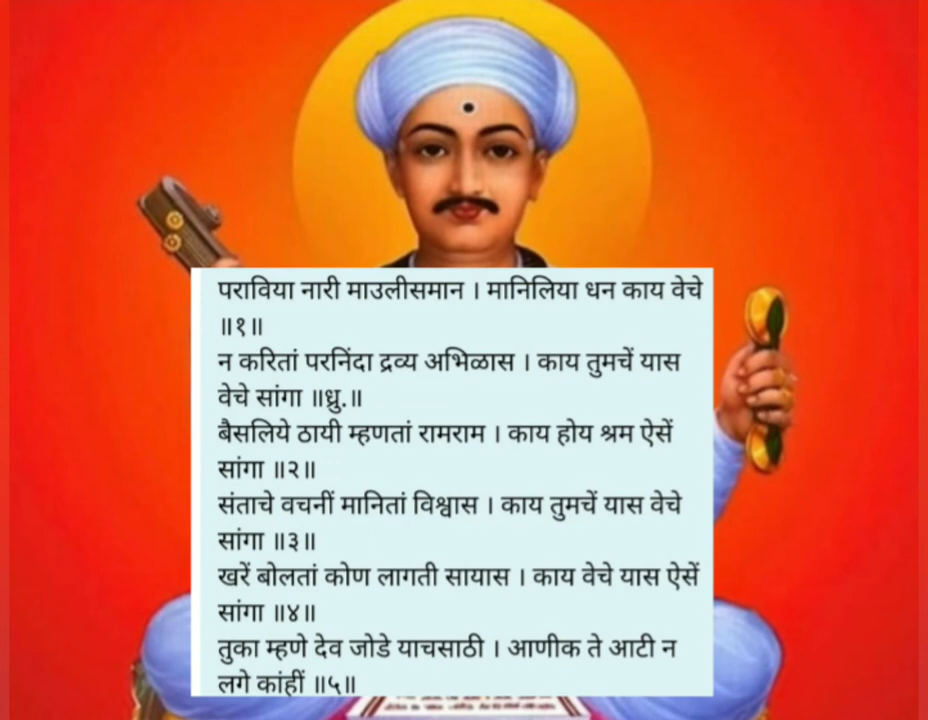 पराविया नारी माउलीसमान । मानिलिया धन काय वेचे
॥१॥
न करितां परनिंदा द्रव्य अभिळास । काय तुमचें यास
वेचे सांगा ॥ध्रु.॥
बैसलिये ठायी म्हणतां रामराम । काय होय श्रम ऐसें
सांगा ॥२॥
संताचे वचनीं मानितां विश्वास । काय तुमचें यास वेचे
सांगा ॥३॥
खरें बोलतां कोण लागती सायास । काय वेचे यास ऐसें
सांगा ॥४॥
तुका म्हणे देव जोडे याचसाठी । आणीक ते आटी न
लगे कांहीं ॥५॥